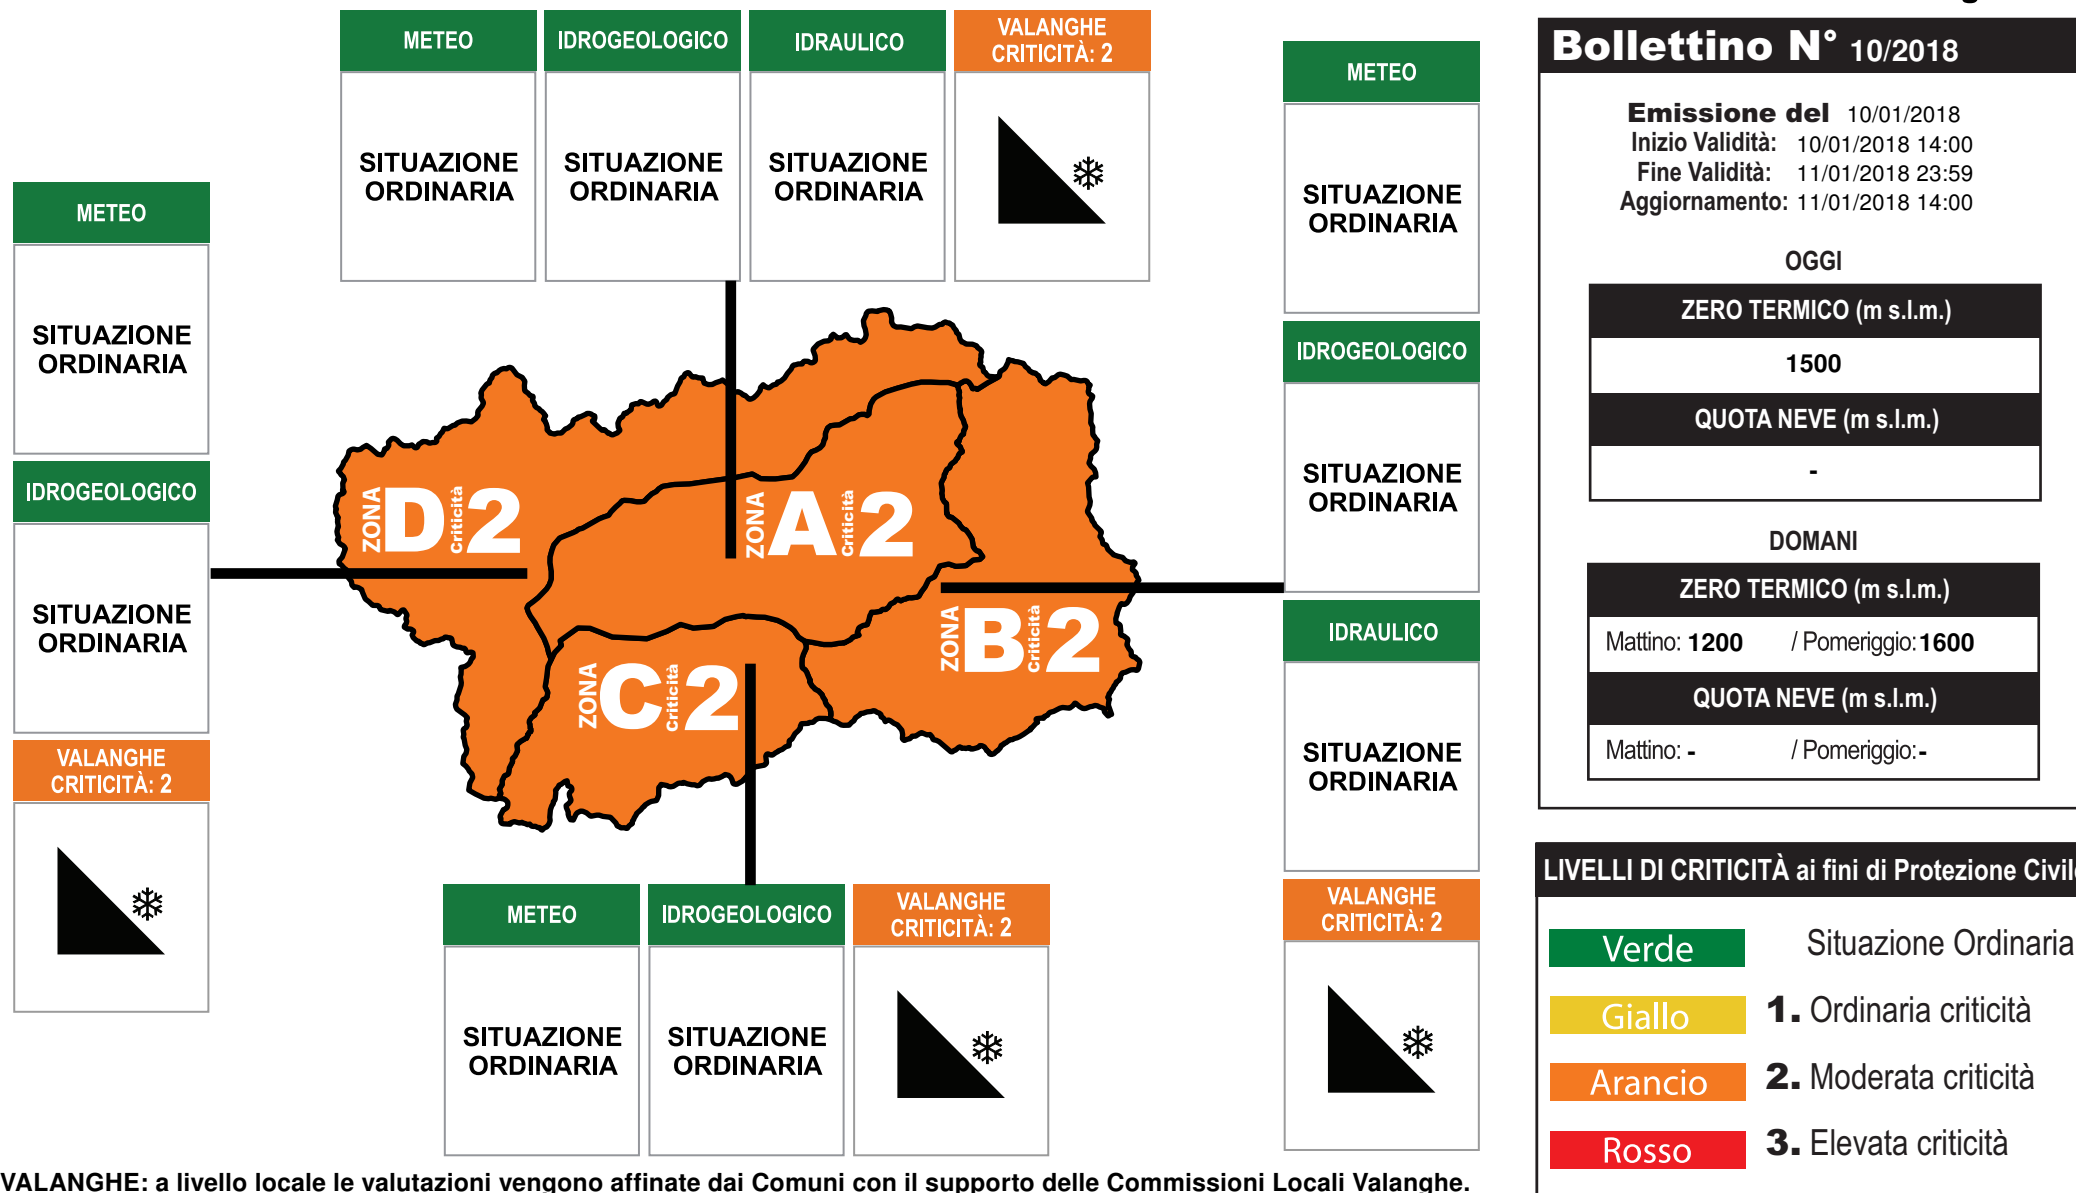 METEO
IDROGEOLOGICO
IDRAULICO
VALANGHE
CRITICITÀ: 2
SITUAZIONE
ORDINARIA
SITUAZIONE
ORDINARIA
SITUAZIONE
ORDINARIA
METEO
SITUAZIONE
ORDINARIA
IDROGEOLOGICO
SITUAZIONE
ORDINARIA
VALANGHE
CRITICITÀ: 2
ZONA D Criticità 2
ZONA A Criticità 2
ZONA B Criticità 2
ZONA C Criticità 2
METEO
IDROGEOLOGICO
VALANGHE
CRITICITÀ: 2
SITUAZIONE
ORDINARIA
SITUAZIONE
ORDINARIA
METEO
SITUAZIONE
ORDINARIA
IDROGEOLOGICO
SITUAZIONE
ORDINARIA
IDRAULICO
SITUAZIONE
ORDINARIA
VALANGHE
CRITICITÀ: 2
Bollettino N° 10/2018
Emissione del 10/01/2018
Inizio Validità: 10/01/2018 14:00
Fine Validità: 11/01/2018 23:59
Aggiornamento: 11/01/2018 14:00
OGGI
ZERO TERMICO (m s.l.m.)
1500
QUOTA NEVE (m s.l.m.)
-
DOMANI
ZERO TERMICO (m s.l.m.)
Mattino: 1200 / Pomeriggio: 1600
QUOTA NEVE (m s.l.m.)
Mattino: - / Pomeriggio: -
LIVELLI DI CRITICITÀ ai fini di Protezione Civile
Verde Situazione Ordinaria
Giallo 1. Ordinaria criticità
Arancio 2. Moderata criticità
Rosso 3. Elevata criticità
VALANGHE: a livello locale le valutazioni vengono affinate dai Comuni con il supporto delle Commissioni Locali Valanghe.